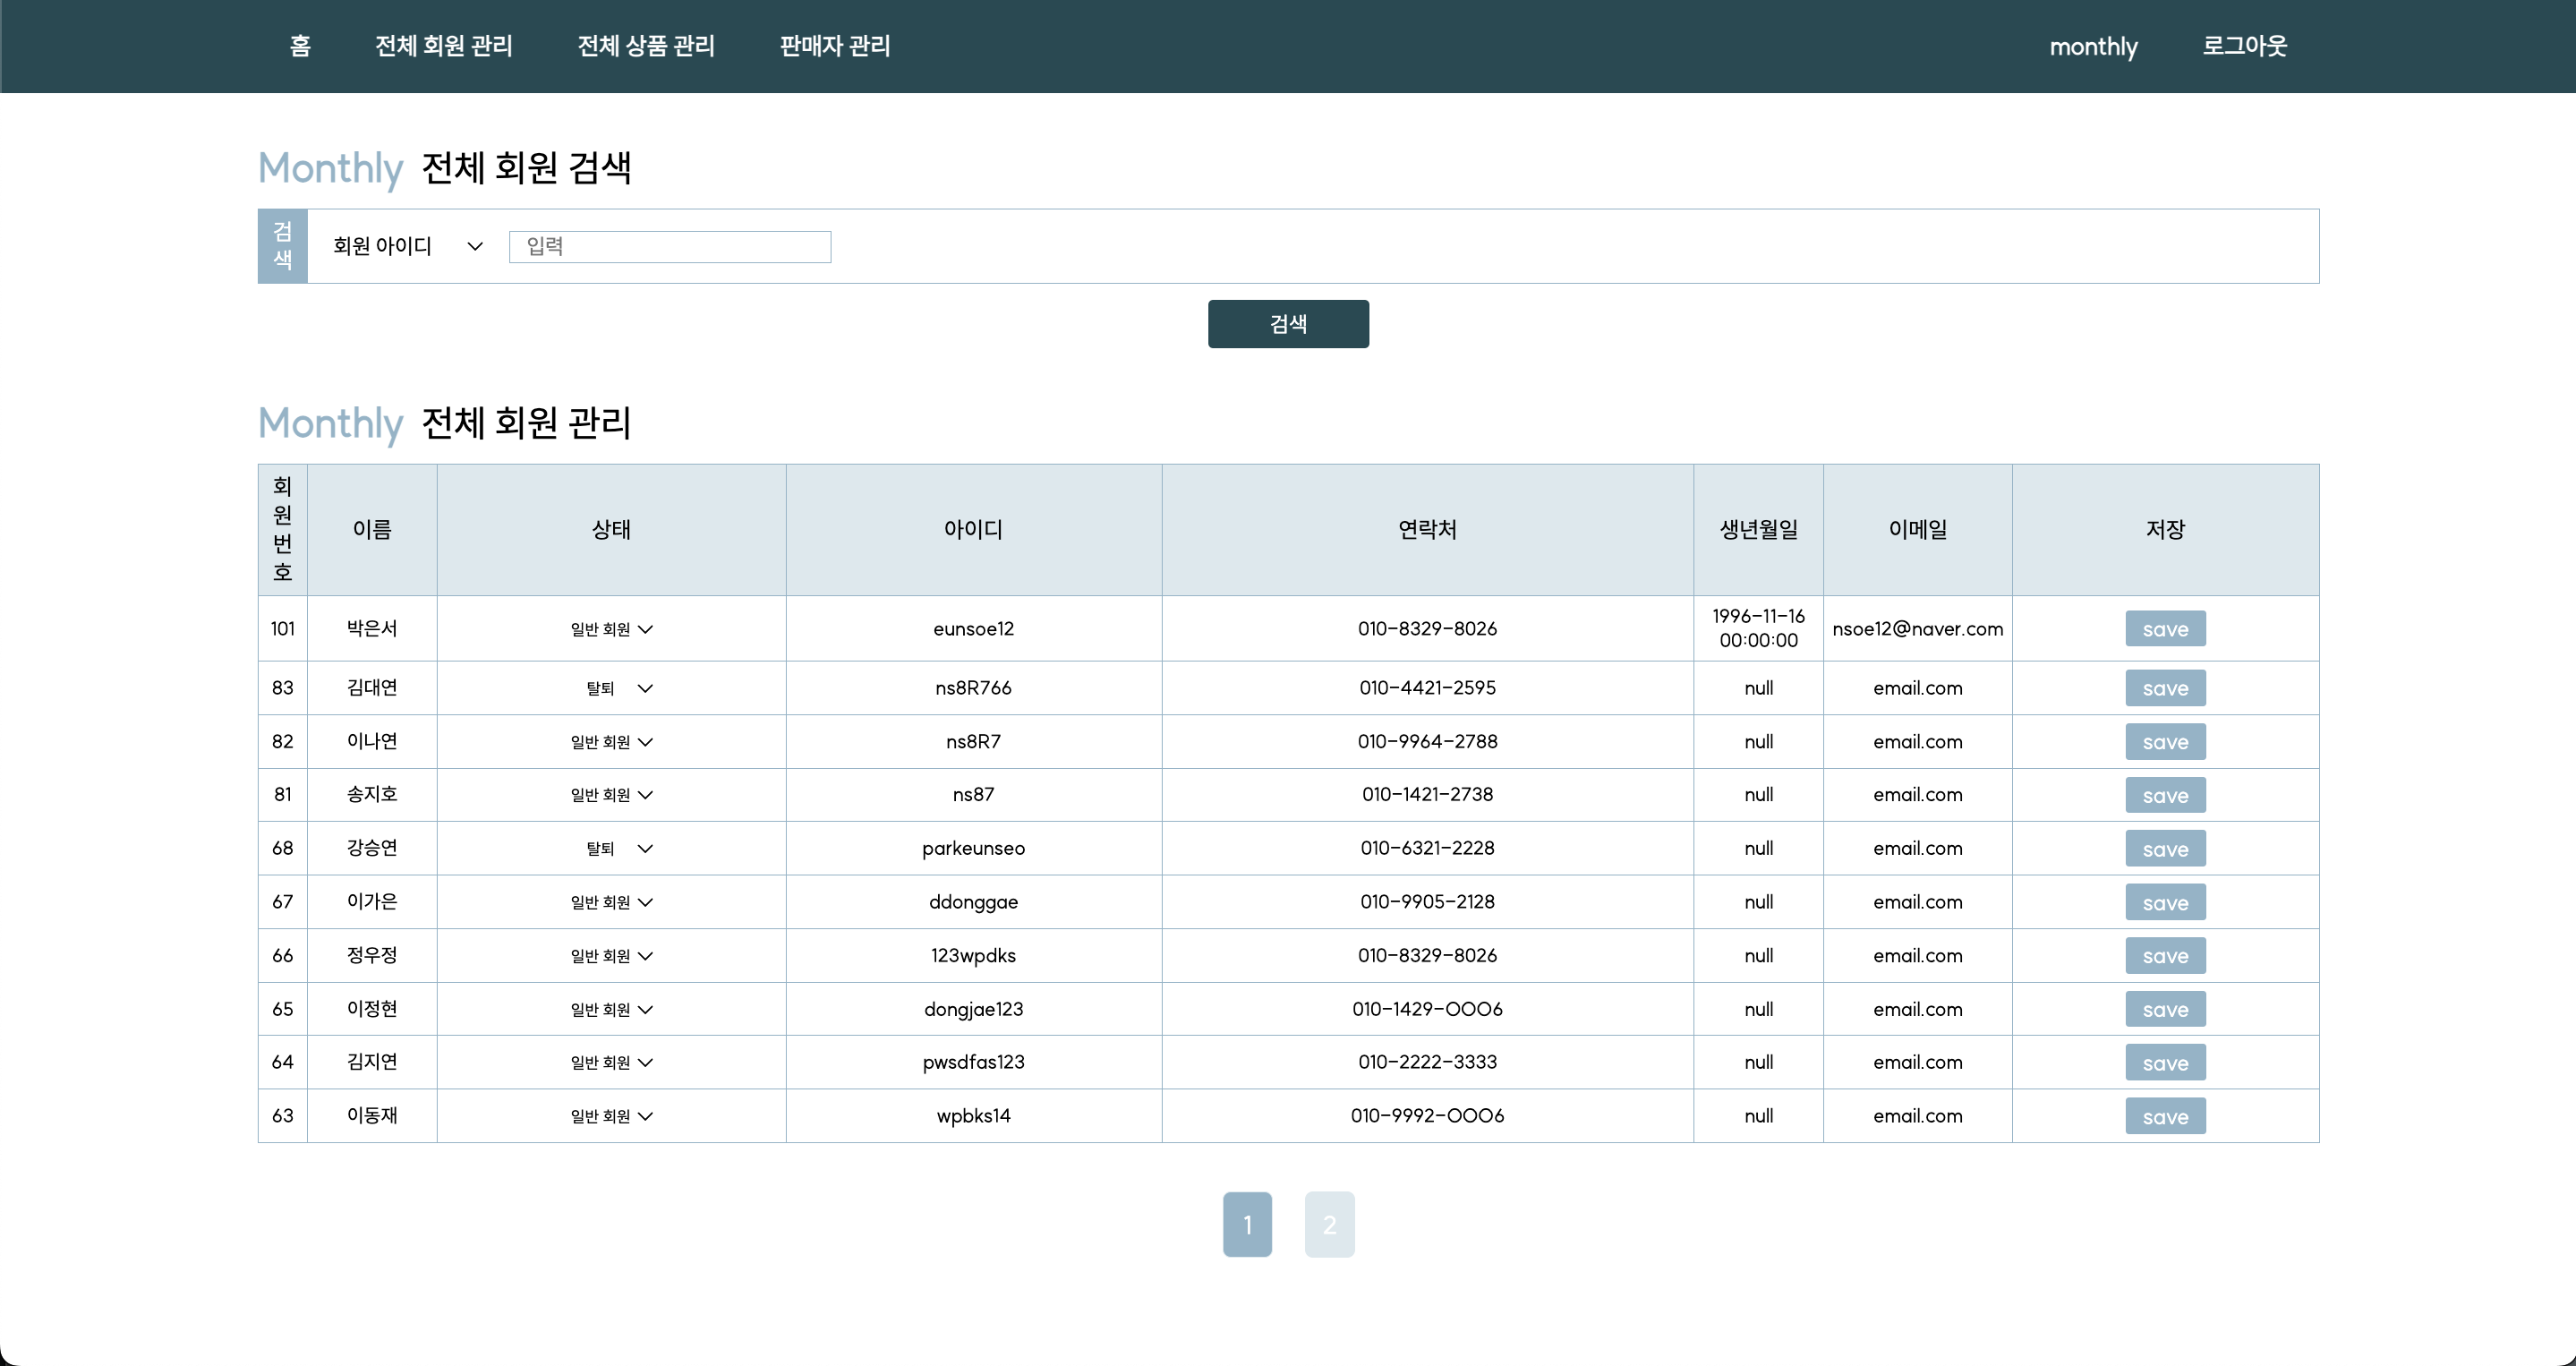 홈 전체 회원 관리 전체 상품 관리 판매자 관리 monthly 로그아웃
Monthly 전체 회원 검색
검
색
회원 아이디 입력
검색
Monthly 전체 회원 관리
회
원
번
호
이름 상태 아이디 연락처 생년월일 이메일 저장
101 박은서 일반 회원 eunsoe12 010-8329-8026 1996-11-16
00:00:00 nsoe12@naver.com save
83 김대연 탈퇴 ns8R766 010-4421-2595 null email.com save
82 이나연 일반 회원 ns8R7 010-9964-2788 null email.com save
81 송지호 일반 회원 ns87 010-1421-2738 null email.com save
68 강승연 탈퇴 parkeunseo 010-6321-2228 null email.com save
67 이가은 일반 회원 ddonggae 010-9905-2128 null email.com save
66 정우정 일반 회원 123wpdks 010-8329-8026 null email.com save
65 이정현 일반 회원 dongjae123 010-1429-OOO6 null email.com save
64 김지연 일반 회원 pwsdfas123 010-2222-3333 null email.com save
63 이동재 일반 회원 wpbks14 010-9992-OOO6 null email.com save
1 2